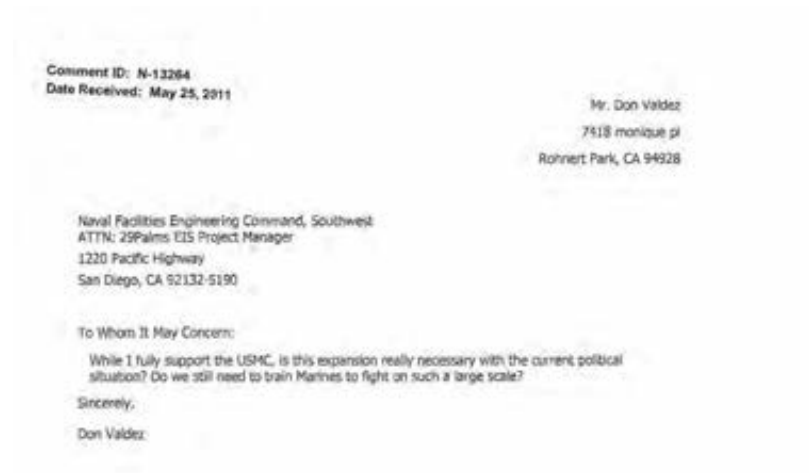 Comment ID: N-13264
Date Received: May 25, 2011
Mr. Don Valdez
7418 monique pl
Rohnert Park, CA 94928
Naval Facilities Engineering Command, Southwest
ATTN: 29Palms EIS Project Manager
1220 Pacific Highway
San Diego, CA 92132-5190
To Whom It May Concern:
While I fully support the USMC, is this expansion really necessary with the current political
situation? Do we still need to train Marines to fight on such a large scale?
Sincerely,
Don Valdez